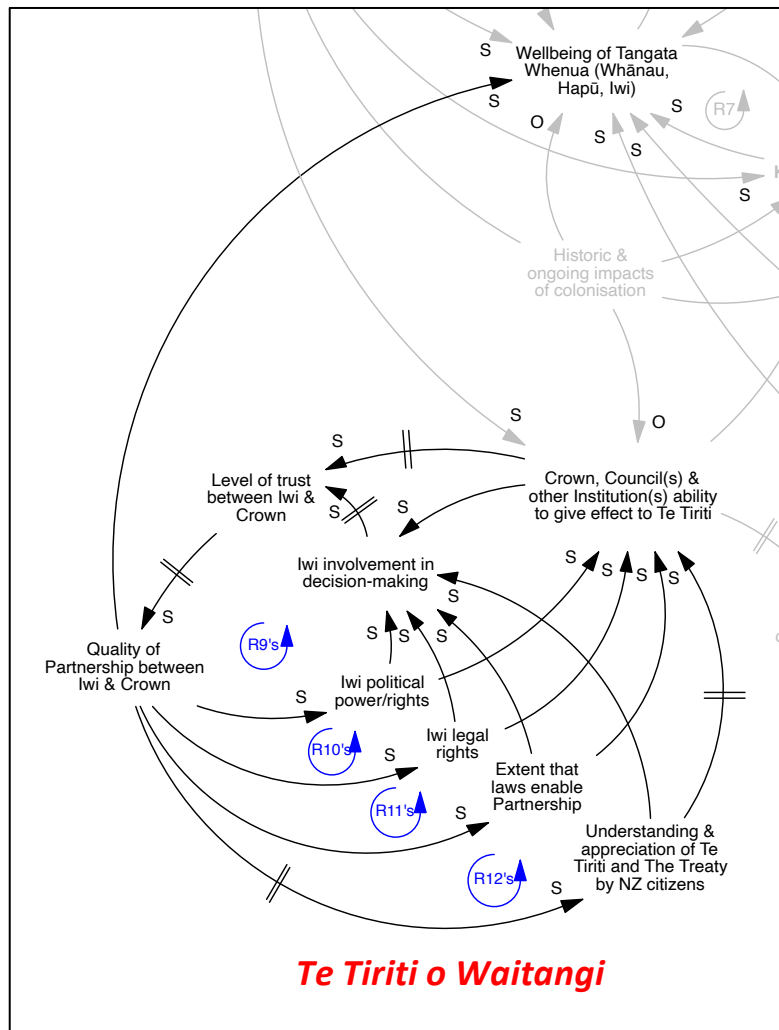 S
Wellbeing of Tangata
Whenua (Whānau,
Hapū, Iwi)
S
O
S
S
S
R7
S
K
Historic &
ongoing impacts
of colonisation
S
O
S
Level of trust
between Iwi &
Crown
S
S
Crown, Council(s) &
other Institution(s) ability
to give effect to Te Tiriti
Iwi involvement in
decision-making
S
S
S
S
S
S
S
S
S
S
Quality of
Partnership between
Iwi & Crown
R9's
S
Iwi political
power/rights
R10's
S
Iwi legal
rights
R11's
S
Extent that
laws enable
Partnership
R12's
S
Understanding &
appreciation of Te
Tiriti and The Treaty
by NZ citizens
Te Tiriti o Waitangi